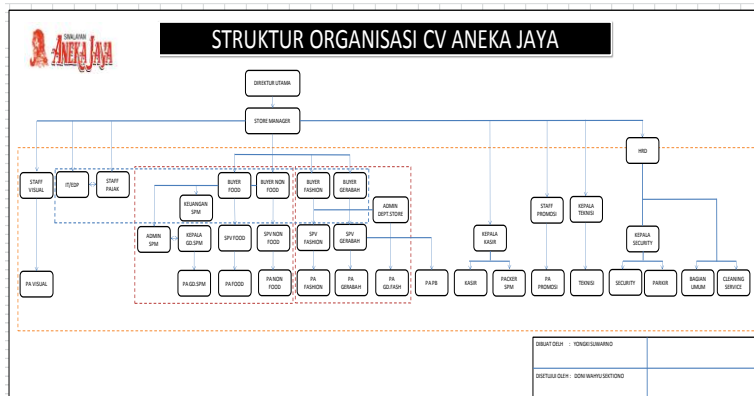 SWALAYAN
ANEKA JAYA
STRUKTUR ORGANISASI CV ANEKA JAYA
DIREKTUR UTAMA
STORE MANAGER
HRD
STAFF
VISUAL
IT/EDP
STAFF
PAJAK
BUYER
FOOD
BUYER NON
FOOD
BUYER
FASHION
BUYER
GERABAH
KEUANGAN
SPM
ADMIN
DEPT.STORE
STAFF
PROMOSI
KEPALA
TEKNISI
ADMIN
SPM
KEPALA
GD.SPM
SPV FOOD
SPV NON
FOOD
SPV
FASHION
SPV
GERABAH
KEPALA
KASIR
KEPALA
SECURITY
PA VISUAL
PA GD.SPM
PA FOOD
PA NON
FOOD
PA
FASHION
PA
GERABAH
PA
GD.FASH
PA PB
KASIR
PACKER
SPM
PA
PROMOSI
TEKNISI
SECURITY
PARKIR
BAGIAN
UMUM
CLEANING
SERVICE
DIBUAT OELH : YONGKI SUWARNO
DISETUJUI OLEH : DONI WAHYU SEKTIONO